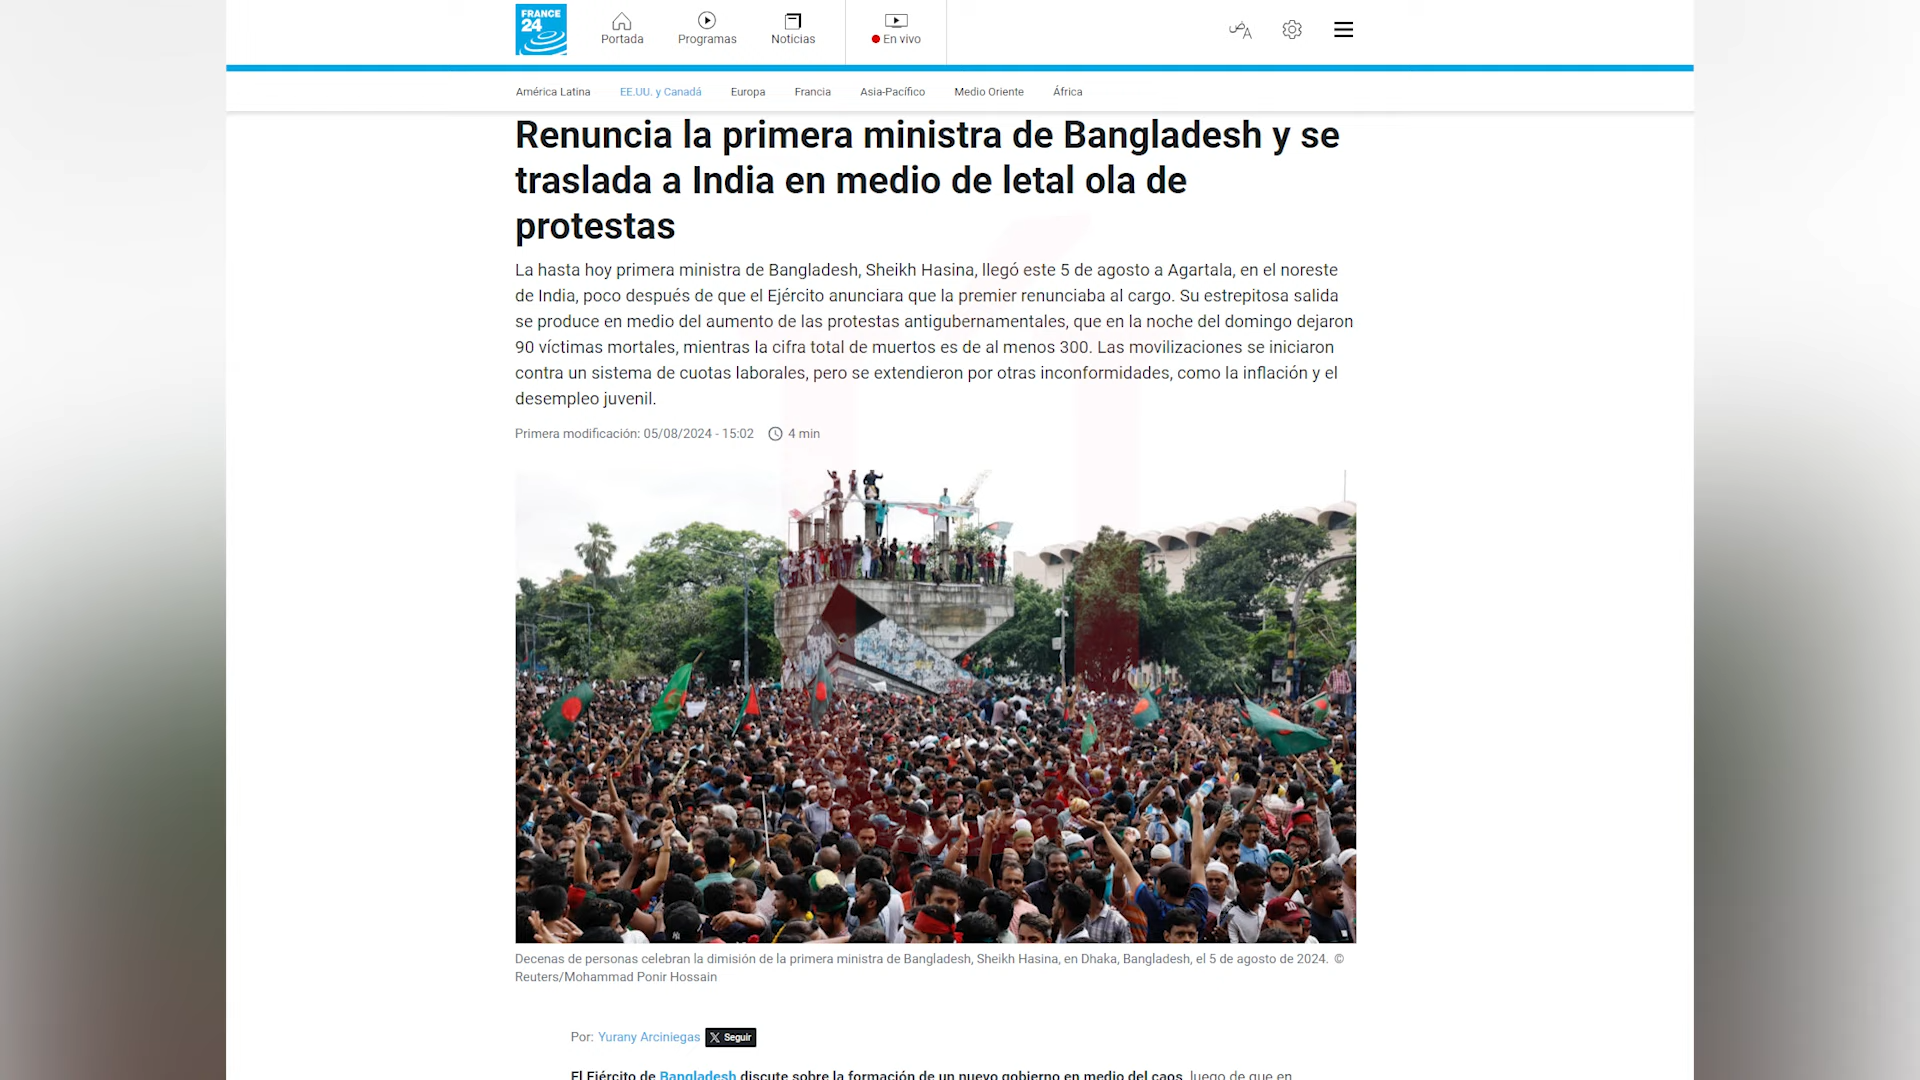 FRANCE
24
Portada
Programas
Noticias
En vivo
América Latina
EE.UU. y Canadá
Europa
Francia
Asia-Pacífico
Medio Oriente
África
Renuncia la primera ministra de Bangladesh y se
traslada a India en medio de letal ola de
protestas
La hasta hoy primera ministra de Bangladesh, Sheikh Hasina, llegó este 5 de agosto a Agartala, en el noreste
de India, poco después de que el Ejército anunciara que la premier renunciaba al cargo. Su estrepitosa salida
se produce en medio del aumento de las protestas antigubernamentales, que en la noche del domingo dejaron
90 víctimas mortales, mientras la cifra total de muertos es de al menos 300. Las movilizaciones se iniciaron
contra un sistema de cuotas laborales, pero se extendieron por otras inconformidades, como la inflación y el
desempleo juvenil.
Primera modificación: 05/08/2024 - 15:02 4 min
Decenas de personas celebran la dimisión de la primera ministra de Bangladesh, Sheikh Hasina, en Dhaka, Bangladesh, el 5 de agosto de 2024. ©
Reuters/Mohammad Ponir Hossain
Por: Yurany Arciniegas X Seguir
El Ejército de Bangladesh discute sobre la formación de un nuevo gobierno en medio del caos, luego de que en